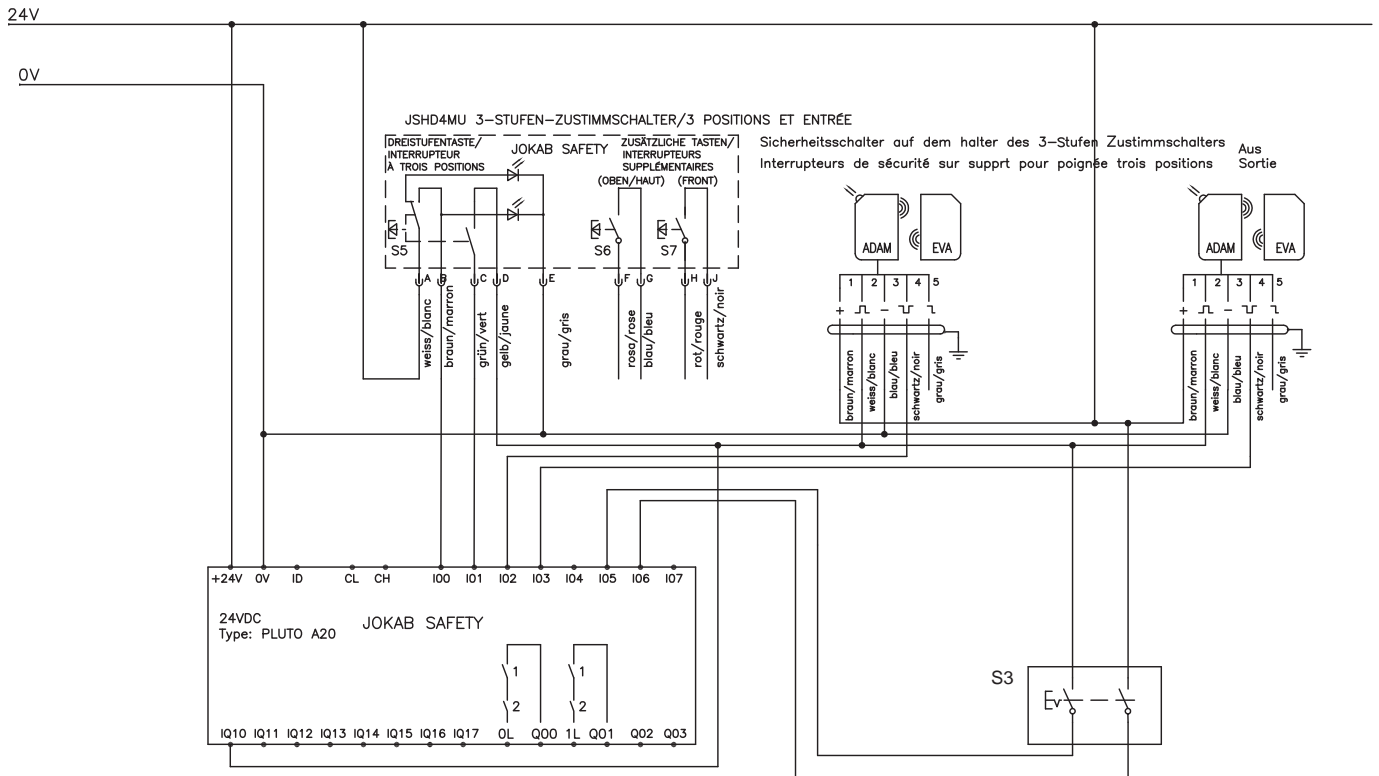 24V
0V
JSHD4MU 3-STUFEN-ZUSTIMMSCHALTER/3 POSITIONS ET ENTRÉE
DREISTUFENTASTE/
INTERRUPTEUR
À TROIS POSITIONS
JOKAB SAFETY
ZUSÄTZLICHE TASTEN/
INTERRUPTEURS
SUPPLÉMENTAIRES
(OBEN/HAUT) (FRONT)
Sicherheitsschalter auf dem halter des 3-Stufen Zustimmschalters
Interrupteurs de sécurité sur supprt pour poignée trois positions
Aus
Sortie
S5
S6
S7
A B C D E F G H J
weiss/blanc
braun/marron
grün/vert
gelb/jaune
grau/gris
rosa/rose
blau/bleu
rot/rouge
schwartz/noir
ADAM EVA
1 2 3 4 5
+ -
braun/marron
weiss/blanc
blau/bleu
schwartz/noir
grau/gris
ADAM EVA
1 2 3 4 5
+ -
braun/marron
weiss/blanc
blau/bleu
schwartz/noir
grau/gris
+24V 0V ID CL CH I00 I01 I02 I03 I04 I05 I06 I07
24VDC
Type: PLUTO A20
JOKAB SAFETY
1 1
2 2
IQ10 IQ11 IQ12 IQ13 IQ14 IQ15 IQ16 IQ17 0L Q00 1L Q01 Q02 Q03
S3